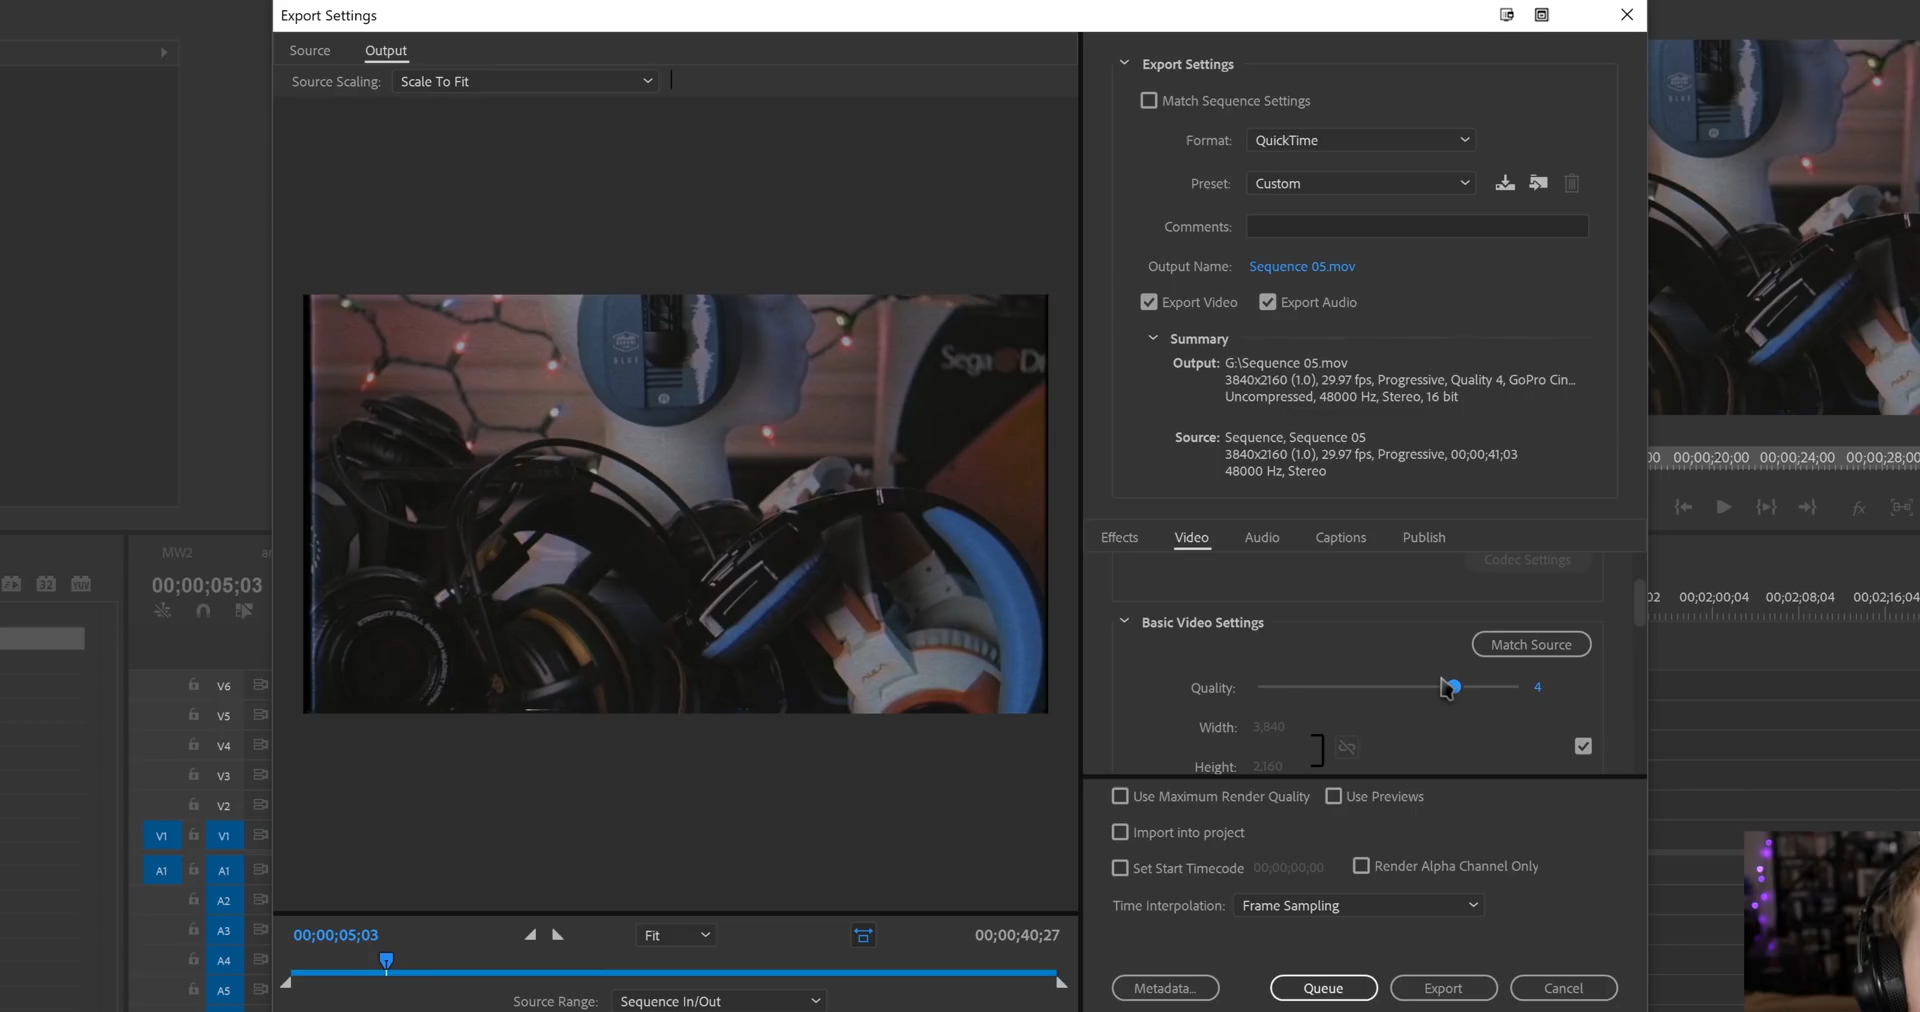 Export Settings
Source Output
Source Scaling: Scale To Fit
BLUE
Sega Dr
Export Settings
Match Sequence Settings
Format: QuickTime
Preset: Custom
Comments:
Output Name: Sequence 05.mov
Export Video Export Audio
Summary
Output: G:\Sequence 05.mov
3840x2160 (1.0), 29.97 fps, Progressive, Quality 4, GoPro Cin...
Uncompressed, 48000 Hz, Stereo, 16 bit
Source: Sequence, Sequence 05
3840x2160 (1.0), 29.97 fps, Progressive, 00;00;41;03
48000 Hz, Stereo
Effects Video Audio Captions Publish
Codec Settings
Basic Video Settings
Match Source
Quality: 4
Width: 3,840
Height: 2,160
Use Maximum Render Quality Use Previews
Import into project
Set Start Timecode 00;00;00;00 Render Alpha Channel Only
Time Interpolation: Frame Sampling
Metadata... Queue Export Cancel
00;00;05;03 Fit 00;00;40;27
Source Range: Sequence In/Out
MW2
00;00;05;03
32 YUV
V6
V5
V4
V3
V2
V1 V1
A1 A1
A2
A3
A4
A5
BLUE
00 00;00;20;00 00;00;24;00 00;00;28;00
fx
02 00;02;00;04 00;02;08;04 00;02;16;04